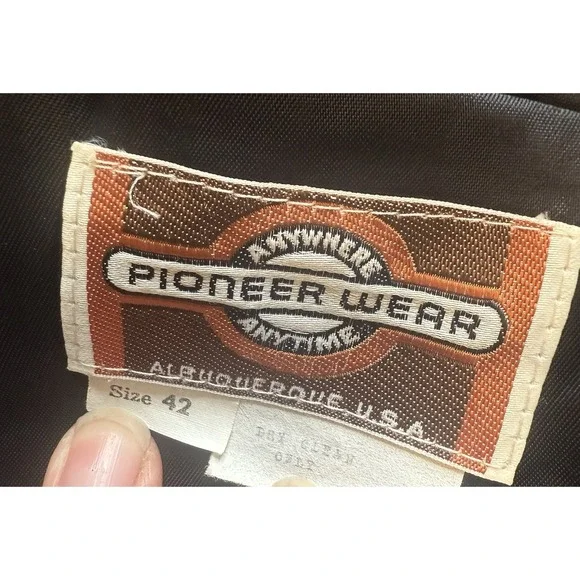 ANYWHERE
PIONEER WEAR
ANYTIME
ALBUQUERQUE U.S.A.
Size 42
DRY CLEAN
ONLY